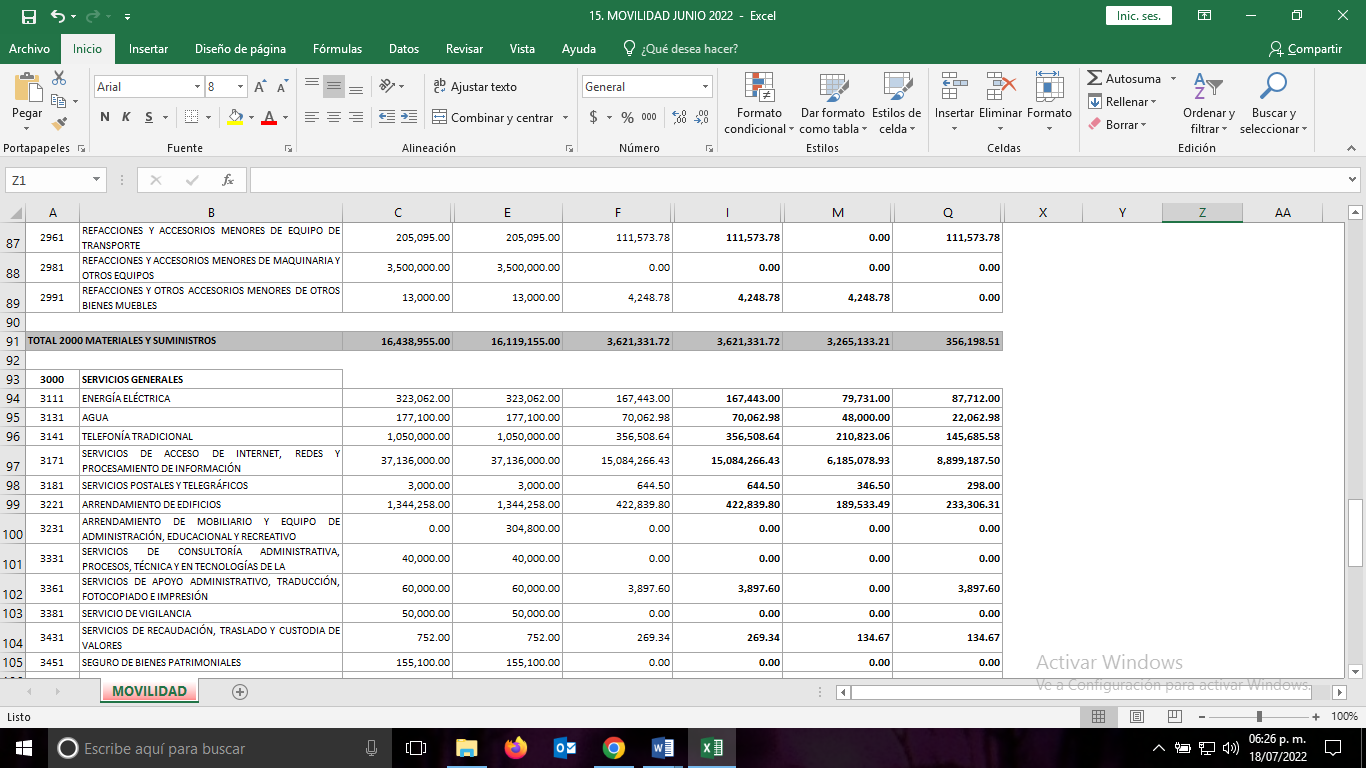 15. MOVILIDAD JUNIO 2022 - Excel
Inic. ses.
Archivo Inicio Insertar Diseño de página Fórmulas Datos Revisar Vista Ayuda ¿Qué desea hacer? Compartir
Pegar
Arial 8
N K S
Ajustar texto
Combinar y centrar
General
$ % 000
Formato condicional
Dar formato como tabla
Estilos de celda
Insertar Eliminar Formato
Autosuma
Rellenar
Borrar
Ordenar y filtrar
Buscar y seleccionar
Portapapeles Fuente Alineación Número Estilos Celdas Edición
Z1 fx
A B C E F I M Q X Y Z AA
87 2961 REFACCIONES Y ACCESORIOS MENORES DE EQUIPO DE TRANSPORTE 205,095.00 205,095.00 111,573.78 111,573.78 0.00 111,573.78
88 2981 REFACCIONES Y ACCESORIOS MENORES DE MAQUINARIA Y OTROS EQUIPOS 3,500,000.00 3,500,000.00 0.00 0.00 0.00 0.00
89 2991 REFACCIONES Y OTROS ACCESORIOS MENORES DE OTROS BIENES MUEBLES 13,000.00 13,000.00 4,248.78 4,248.78 4,248.78 0.00
90
91 TOTAL 2000 MATERIALES Y SUMINISTROS 16,438,955.00 16,119,155.00 3,621,331.72 3,621,331.72 3,265,133.21 356,198.51
92
93 3000 SERVICIOS GENERALES
94 3111 ENERGÍA ELÉCTRICA 323,062.00 323,062.00 167,443.00 167,443.00 79,731.00 87,712.00
95 3131 AGUA 177,100.00 177,100.00 70,062.98 70,062.98 48,000.00 22,062.98
96 3141 TELEFONÍA TRADICIONAL 1,050,000.00 1,050,000.00 356,508.64 356,508.64 210,823.06 145,685.58
97 3171 SERVICIOS DE ACCESO DE INTERNET, REDES Y PROCESAMIENTO DE INFORMACIÓN 37,136,000.00 37,136,000.00 15,084,266.43 15,084,266.43 6,185,078.93 8,899,187.50
98 3181 SERVICIOS POSTALES Y TELEGRÁFICOS 3,000.00 3,000.00 644.50 644.50 346.50 298.00
99 3221 ARRENDAMIENTO DE EDIFICIOS 1,344,258.00 1,344,258.00 422,839.80 422,839.80 189,533.49 233,306.31
100 3231 ARRENDAMIENTO DE MOBILIARIO Y EQUIPO DE ADMINISTRACIÓN, EDUCACIONAL Y RECREATIVO 0.00 304,800.00 0.00 0.00 0.00 0.00
101 3331 SERVICIOS DE CONSULTORÍA ADMINISTRATIVA, PROCESOS, TÉCNICA Y EN TECNOLOGÍAS DE LA 40,000.00 40,000.00 0.00 0.00 0.00 0.00
102 3361 SERVICIOS DE APOYO ADMINISTRATIVO, TRADUCCIÓN, FOTOCOPIADO E IMPRESIÓN 60,000.00 60,000.00 3,897.60 3,897.60 0.00 3,897.60
103 3381 SERVICIO DE VIGILANCIA 50,000.00 50,000.00 0.00 0.00 0.00 0.00
104 3431 SERVICIOS DE RECAUDACIÓN, TRASLADO Y CUSTODIA DE VALORES 752.00 752.00 269.34 269.34 134.67 134.67
105 3451 SEGURO DE BIENES PATRIMONIALES 155,100.00 155,100.00 0.00 0.00 0.00 0.00
Activar Windows
Ve a Configuración para activar Windows.
MOVILIDAD
Listo 100%
Escribe aquí para buscar
06:26 p. m.
18/07/2022